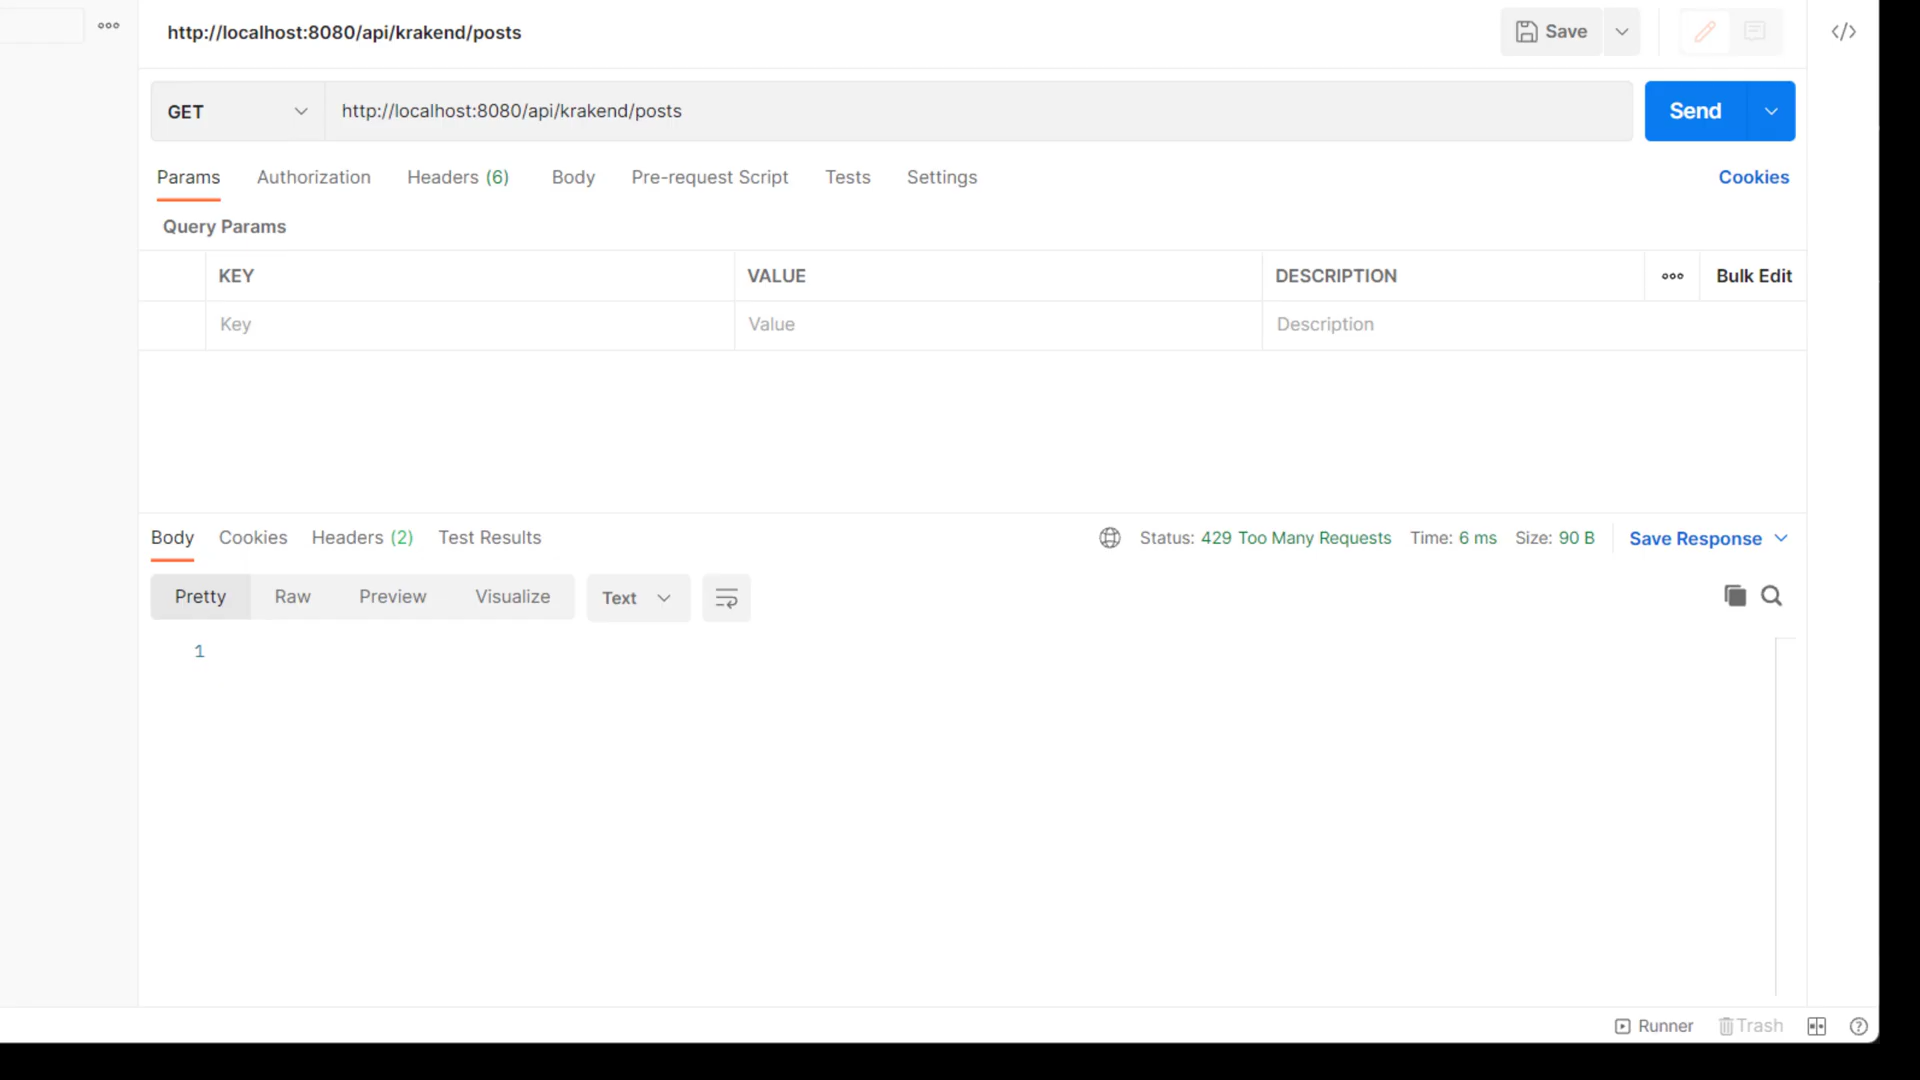 http://localhost:8080/api/krakend/posts
Save
GET
http://localhost:8080/api/krakend/posts
Send
Params
Authorization
Headers (6)
Body
Pre-request Script
Tests
Settings
Cookies
Query Params
KEY
VALUE
DESCRIPTION
Bulk Edit
Key
Value
Description
Body
Cookies
Headers (2)
Test Results
Status: 429 Too Many Requests
Time: 6 ms
Size: 90 B
Save Response
Pretty
Raw
Preview
Visualize
Text
1
Runner
Trash